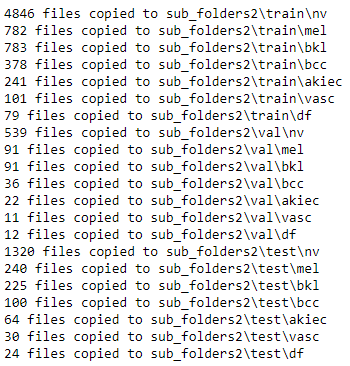 4846 files copied to sub_folders2\train\nv
782 files copied to sub_folders2\train\mel
783 files copied to sub_folders2\train\bkl
378 files copied to sub_folders2\train\bcc
241 files copied to sub_folders2\train\akiec
101 files copied to sub_folders2\train\vasc
79 files copied to sub_folders2\train\df
539 files copied to sub_folders2\val\nv
91 files copied to sub_folders2\val\mel
91 files copied to sub_folders2\val\bkl
36 files copied to sub_folders2\val\bcc
22 files copied to sub_folders2\val\akiec
11 files copied to sub_folders2\val\vasc
12 files copied to sub_folders2\val\df
1320 files copied to sub_folders2\test\nv
240 files copied to sub_folders2\test\mel
225 files copied to sub_folders2\test\bkl
100 files copied to sub_folders2\test\bcc
64 files copied to sub_folders2\test\akiec
30 files copied to sub_folders2\test\vasc
24 files copied to sub_folders2\test\df